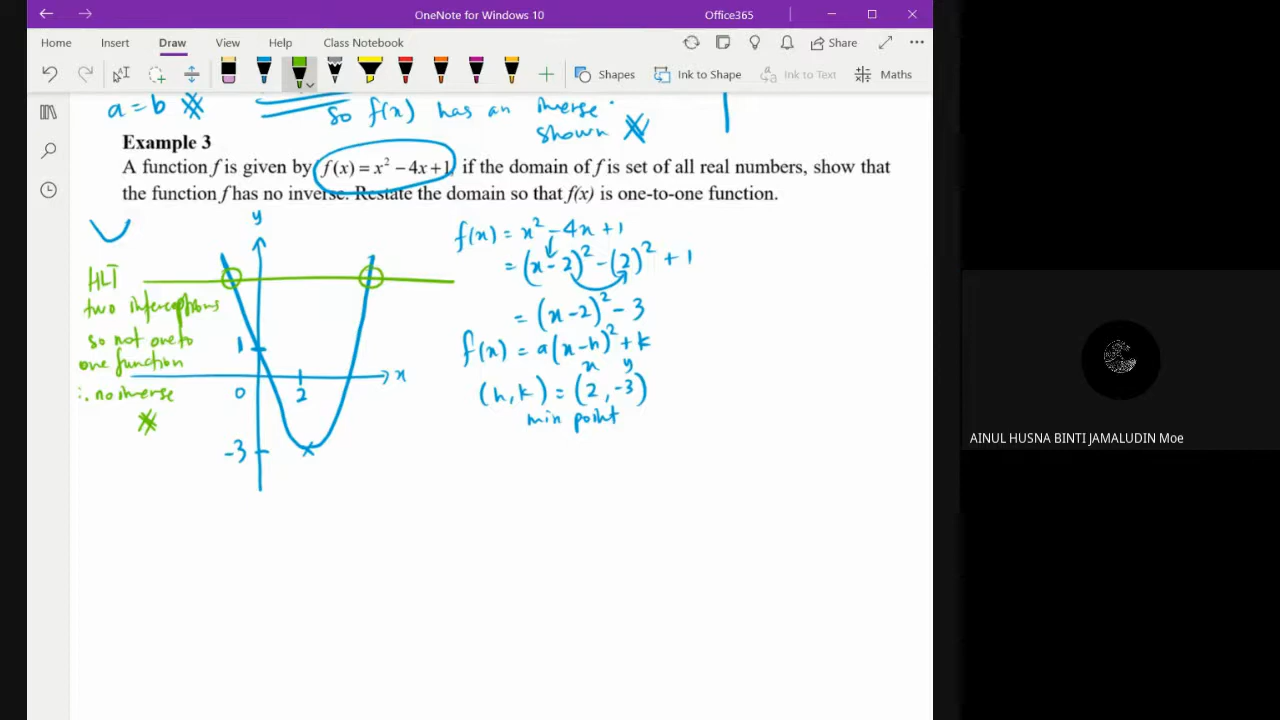 OneNote for Windows 10
Office365
Home Insert Draw View Help Class Notebook
Share
Shapes Ink to Shape Ink to Text Maths
a = b
so f(x) has an inverse.
shown
Example 3
A function f is given by f(x) = x² − 4x + 1, if the domain of f is set of all real numbers, show that
the function f has no inverse. Restate the domain so that f(x) is one-to-one function.
y
HLT
two interceptions
so not one to
one function
∴ no inverse
1
0
2
x
-3
f(x) = x² - 4x + 1
= (x - 2)² - (2)² + 1
= (x - 2)² - 3
f(x) = a(x - h)² + k
x y
(h, k) = (2, -3)
min point
AINUL HUSNA BINTI JAMALUDIN Moe